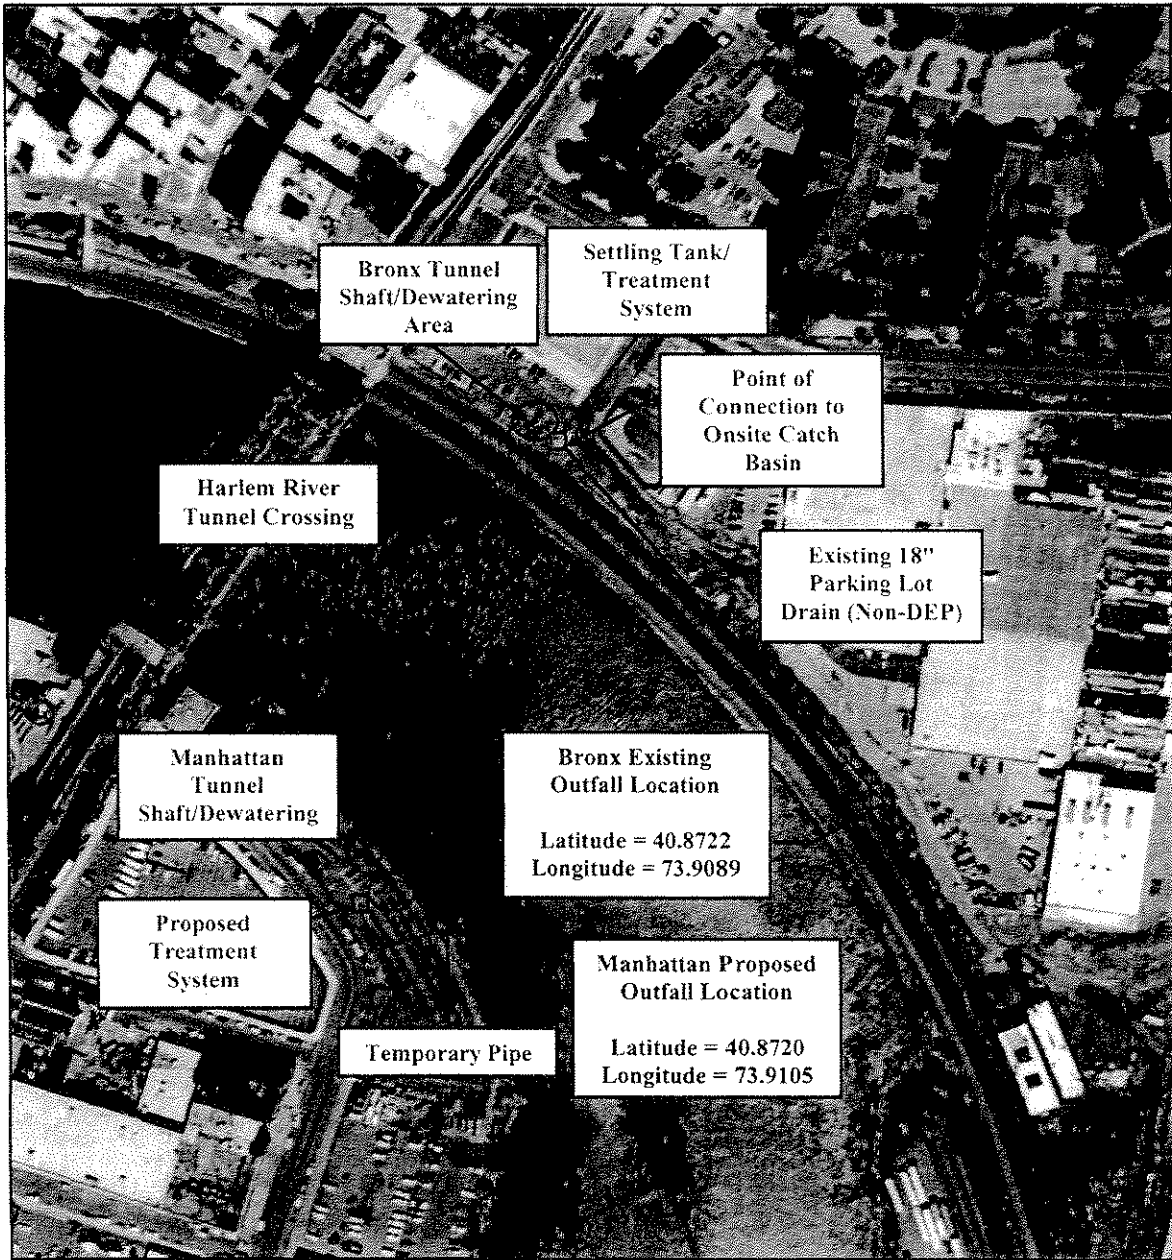 Bronx Tunnel
Shaft/Dewatering
Area
Settling Tank/
Treatment
System
Point of
Connection to
Onsite Catch
Basin
Harlem River
Tunnel Crossing
Existing 18"
Parking Lot
Drain (Non-DEP)
Manhattan
Tunnel
Shaft/Dewatering
Bronx Existing
Outfall Location
Latitude = 40.8722
Longitude = 73.9089
Proposed
Treatment
System
Manhattan Proposed
Outfall Location
Latitude = 40.8720
Longitude = 73.9105
Temporary Pipe